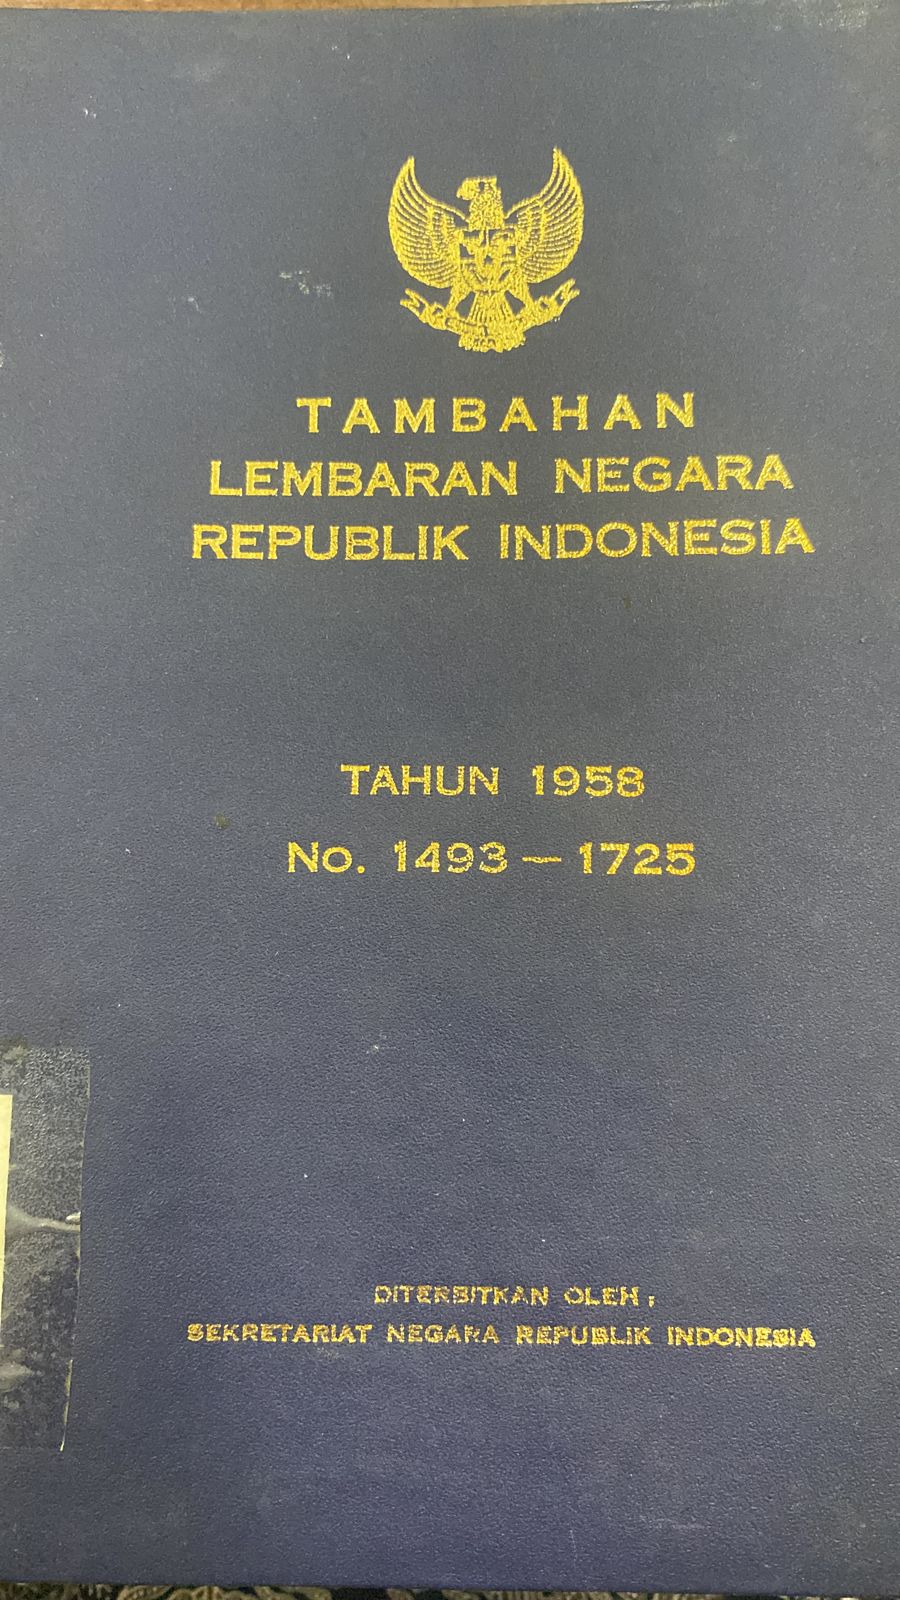 TAMBAHAN
LEMBARAN NEGARA
REPUBLIK INDONESIA
TAHUN 1958
No. 1493 — 1725
DITERBITKAN OLEH ;
SEKRETARIAT NEGARA REPUBLIK INDONESIA